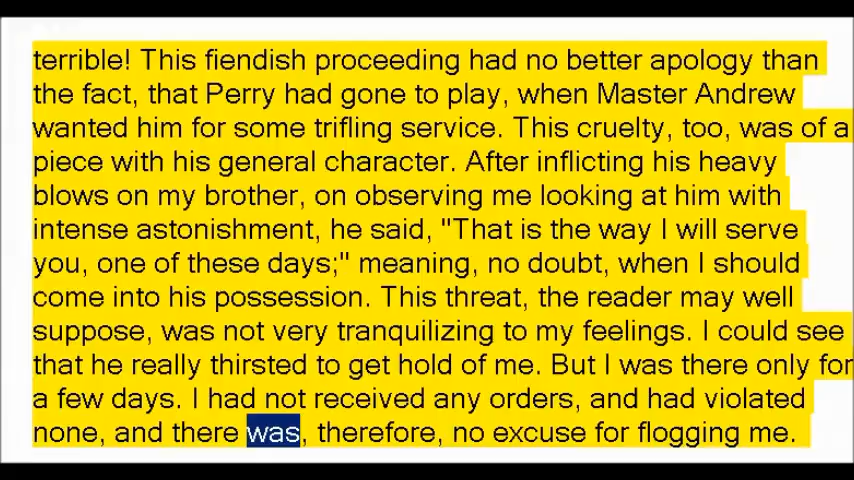 terrible! This fiendish proceeding had no better apology than
the fact, that Perry had gone to play, when Master Andrew
wanted him for some trifling service. This cruelty, too, was of a
piece with his general character. After inflicting his heavy
blows on my brother, on observing me looking at him with
intense astonishment, he said, "That is the way I will serve
you, one of these days;" meaning, no doubt, when I should
come into his possession. This threat, the reader may well
suppose, was not very tranquilizing to my feelings. I could see
that he really thirsted to get hold of me. But I was there only for
a few days. I had not received any orders, and had violated
none, and there was, therefore, no excuse for flogging me.